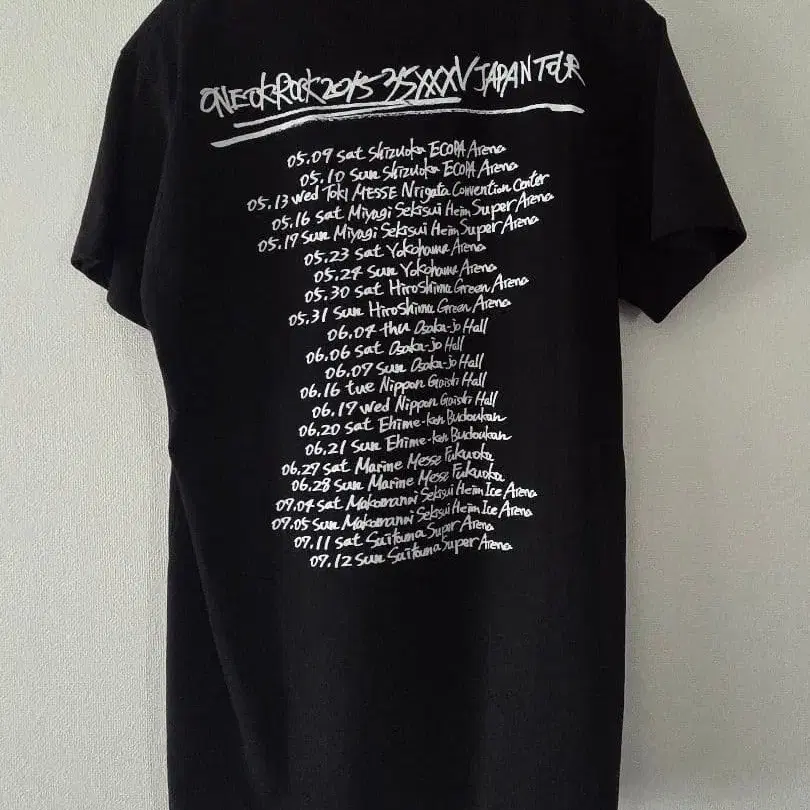 ONE OK ROCK 2015 35XXXV JAPAN TOUR
05.09 Sat Shizuoka ECOPA Arena
05.10 Sun Shizuoka ECOPA Arena
05.13 wed Toki MESSE Niigata Convention Center
05.16 Sat Miyagi Sekisui Heim Super Arena
05.17 Sun Miyagi Sekisui Heim Super Arena
05.23 Sat Yokohama Arena
05.24 Sun Yokohama Arena
05.30 Sat Hiroshima Green Arena
05.31 Sun Hiroshima Green Arena
06.04 thu Osaka-jo Hall
06.06 Sat Osaka-jo Hall
06.07 Sun Osaka-jo Hall
06.16 tue Nippon Gaishi Hall
06.17 wed Nippon Gaishi Hall
06.20 Sat Ehime-ken Budoukan
06.21 Sun Ehime-ken Budoukan
06.27 Sat Marine Messe Fukuoka
06.28 Sun Marine Messe Fukuoka
07.04 Sat Makomanai Sekisui Heim Ice Arena
07.05 Sun Makomanai Sekisui Heim Ice Arena
07.11 Sat Saitama Super Arena
07.12 Sun Saitama Super Arena